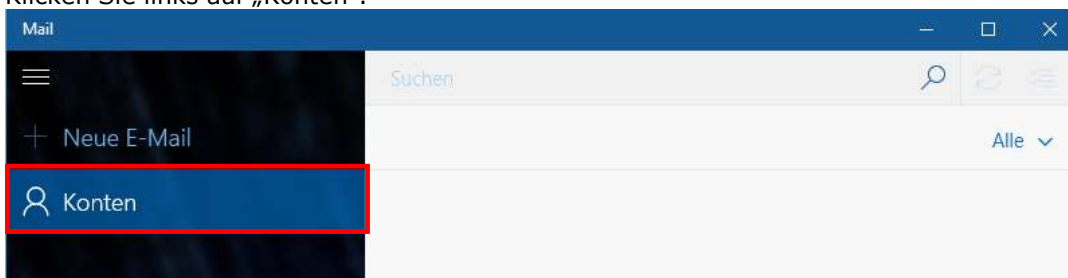 Klicken Sie links auf „Konten“.
Mail
Suchen
Neue E-Mail
Alle
Konten